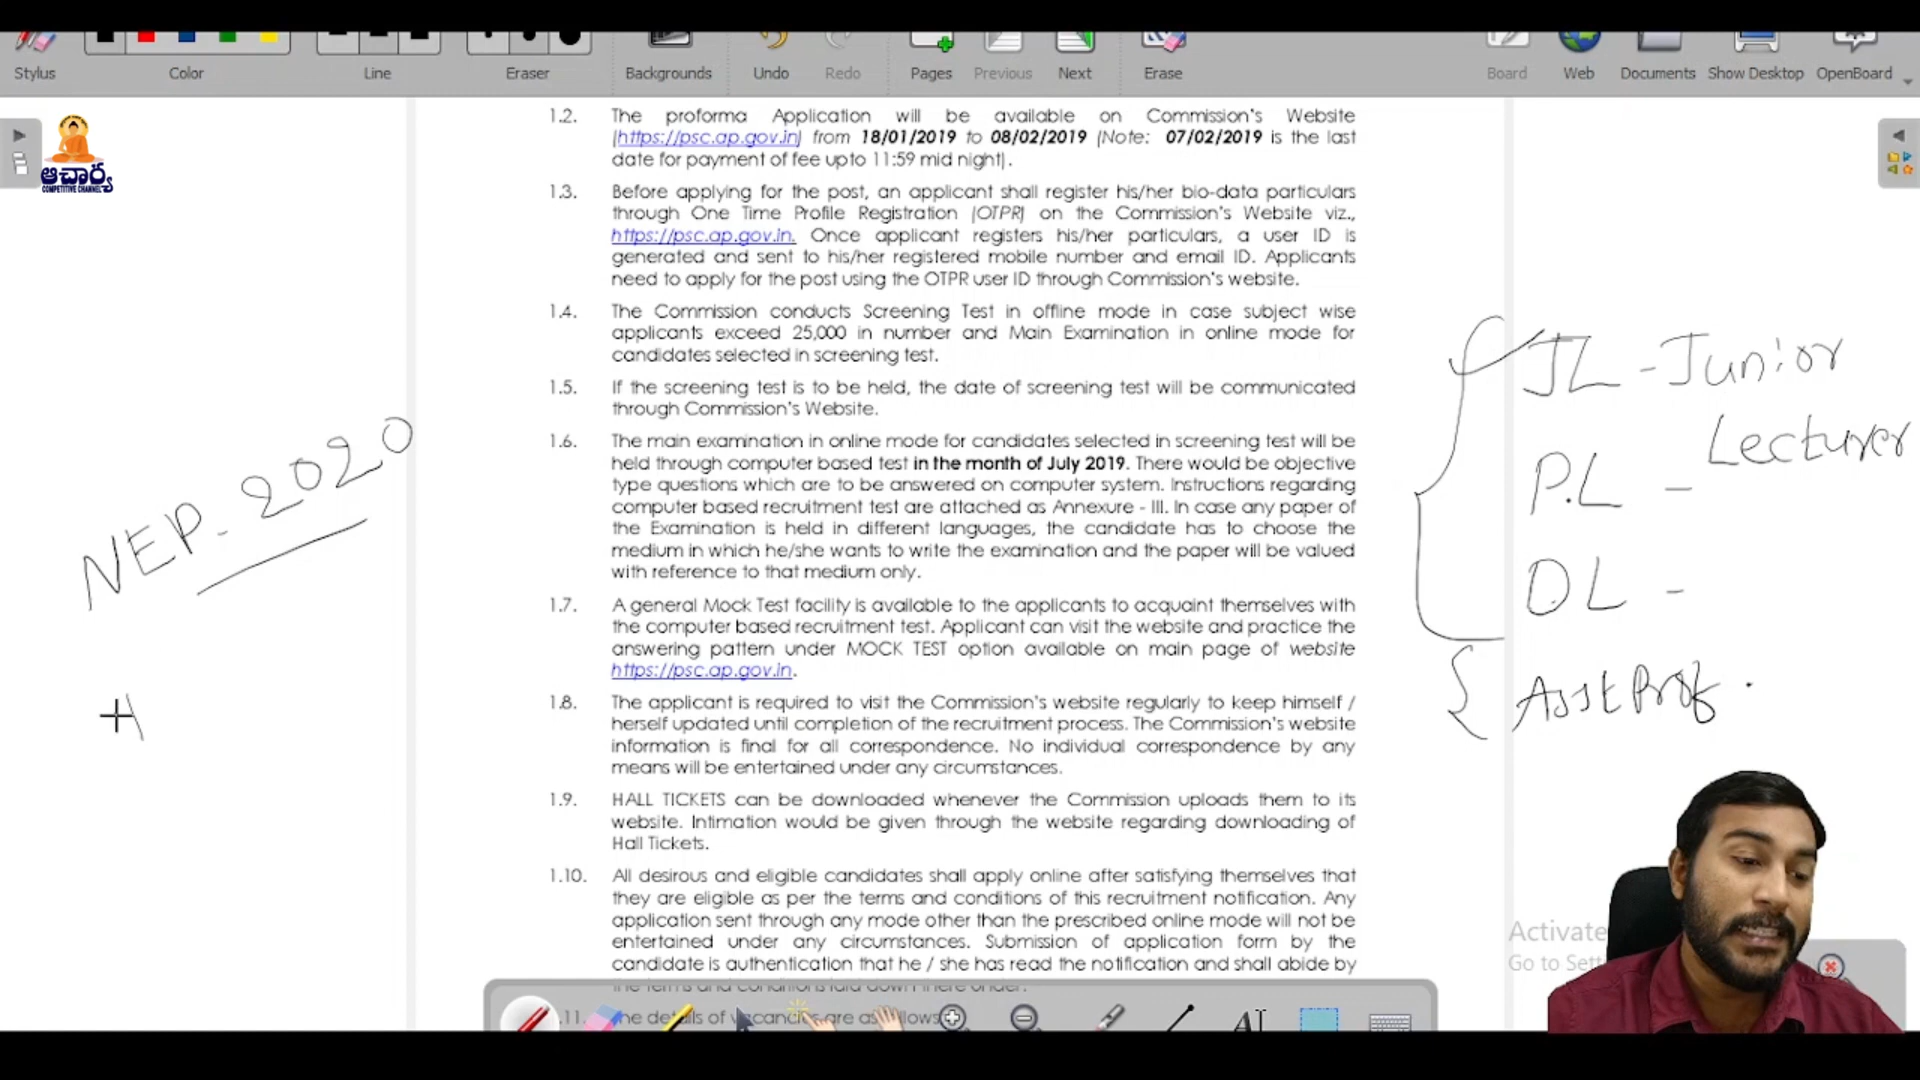 Stylus
Color
Line
Eraser
Backgrounds
Undo
Redo
Pages
Previous
Next
Erase
Board
Web
Documents
Show Desktop
OpenBoard
ఆచార్య
COMPETITIVE CHANNEL
1.2. The proforma Application will be available on Commission's Website
(https://psc.ap.gov.in) from 18/01/2019 to 08/02/2019 (Note: 07/02/2019 is the last
date for payment of fee upto 11:59 mid night).
1.3. Before applying for the post, an applicant shall register his/her bio-data particulars
through One Time Profile Registration (OTPR) on the Commission's Website viz.,
https://psc.ap.gov.in. Once applicant registers his/her particulars, a user ID is
generated and sent to his/her registered mobile number and email ID. Applicants
need to apply for the post using the OTPR user ID through Commission's website.
1.4. The Commission conducts Screening Test in offline mode in case subject wise
applicants exceed 25,000 in number and Main Examination in online mode for
candidates selected in screening test.
1.5. If the screening test is to be held, the date of screening test will be communicated
through Commission's Website.
1.6. The main examination in online mode for candidates selected in screening test will be
held through computer based test in the month of July 2019. There would be objective
type questions which are to be answered on computer system. Instructions regarding
computer based recruitment test are attached as Annexure - III. In case any paper of
the Examination is held in different languages, the candidate has to choose the
medium in which he/she wants to write the examination and the paper will be valued
with reference to that medium only.
1.7. A general Mock Test facility is available to the applicants to acquaint themselves with
the computer based recruitment test. Applicant can visit the website and practice the
answering pattern under MOCK TEST option available on main page of website
https://psc.ap.gov.in.
1.8. The applicant is required to visit the Commission's website regularly to keep himself /
herself updated until completion of the recruitment process. The Commission's website
information is final for all correspondence. No individual correspondence by any
means will be entertained under any circumstances.
1.9. HALL TICKETS can be downloaded whenever the Commission uploads them to its
website. Intimation would be given through the website regarding downloading of
Hall Tickets.
1.10. All desirous and eligible candidates shall apply online after satisfying themselves that
they are eligible as per the terms and conditions of this recruitment notification. Any
application sent through any mode other than the prescribed online mode will not be
entertained under any circumstances. Submission of application form by the
candidate is authentication that he / she has read the notification and shall abide by
the terms and conditions laid down there under.
.11. he details of vacancies are as follows
NEP. 2020
JL - Junior
Lecturer
P.L -
DL -
Asst Prof.
Activate
Go to Sett